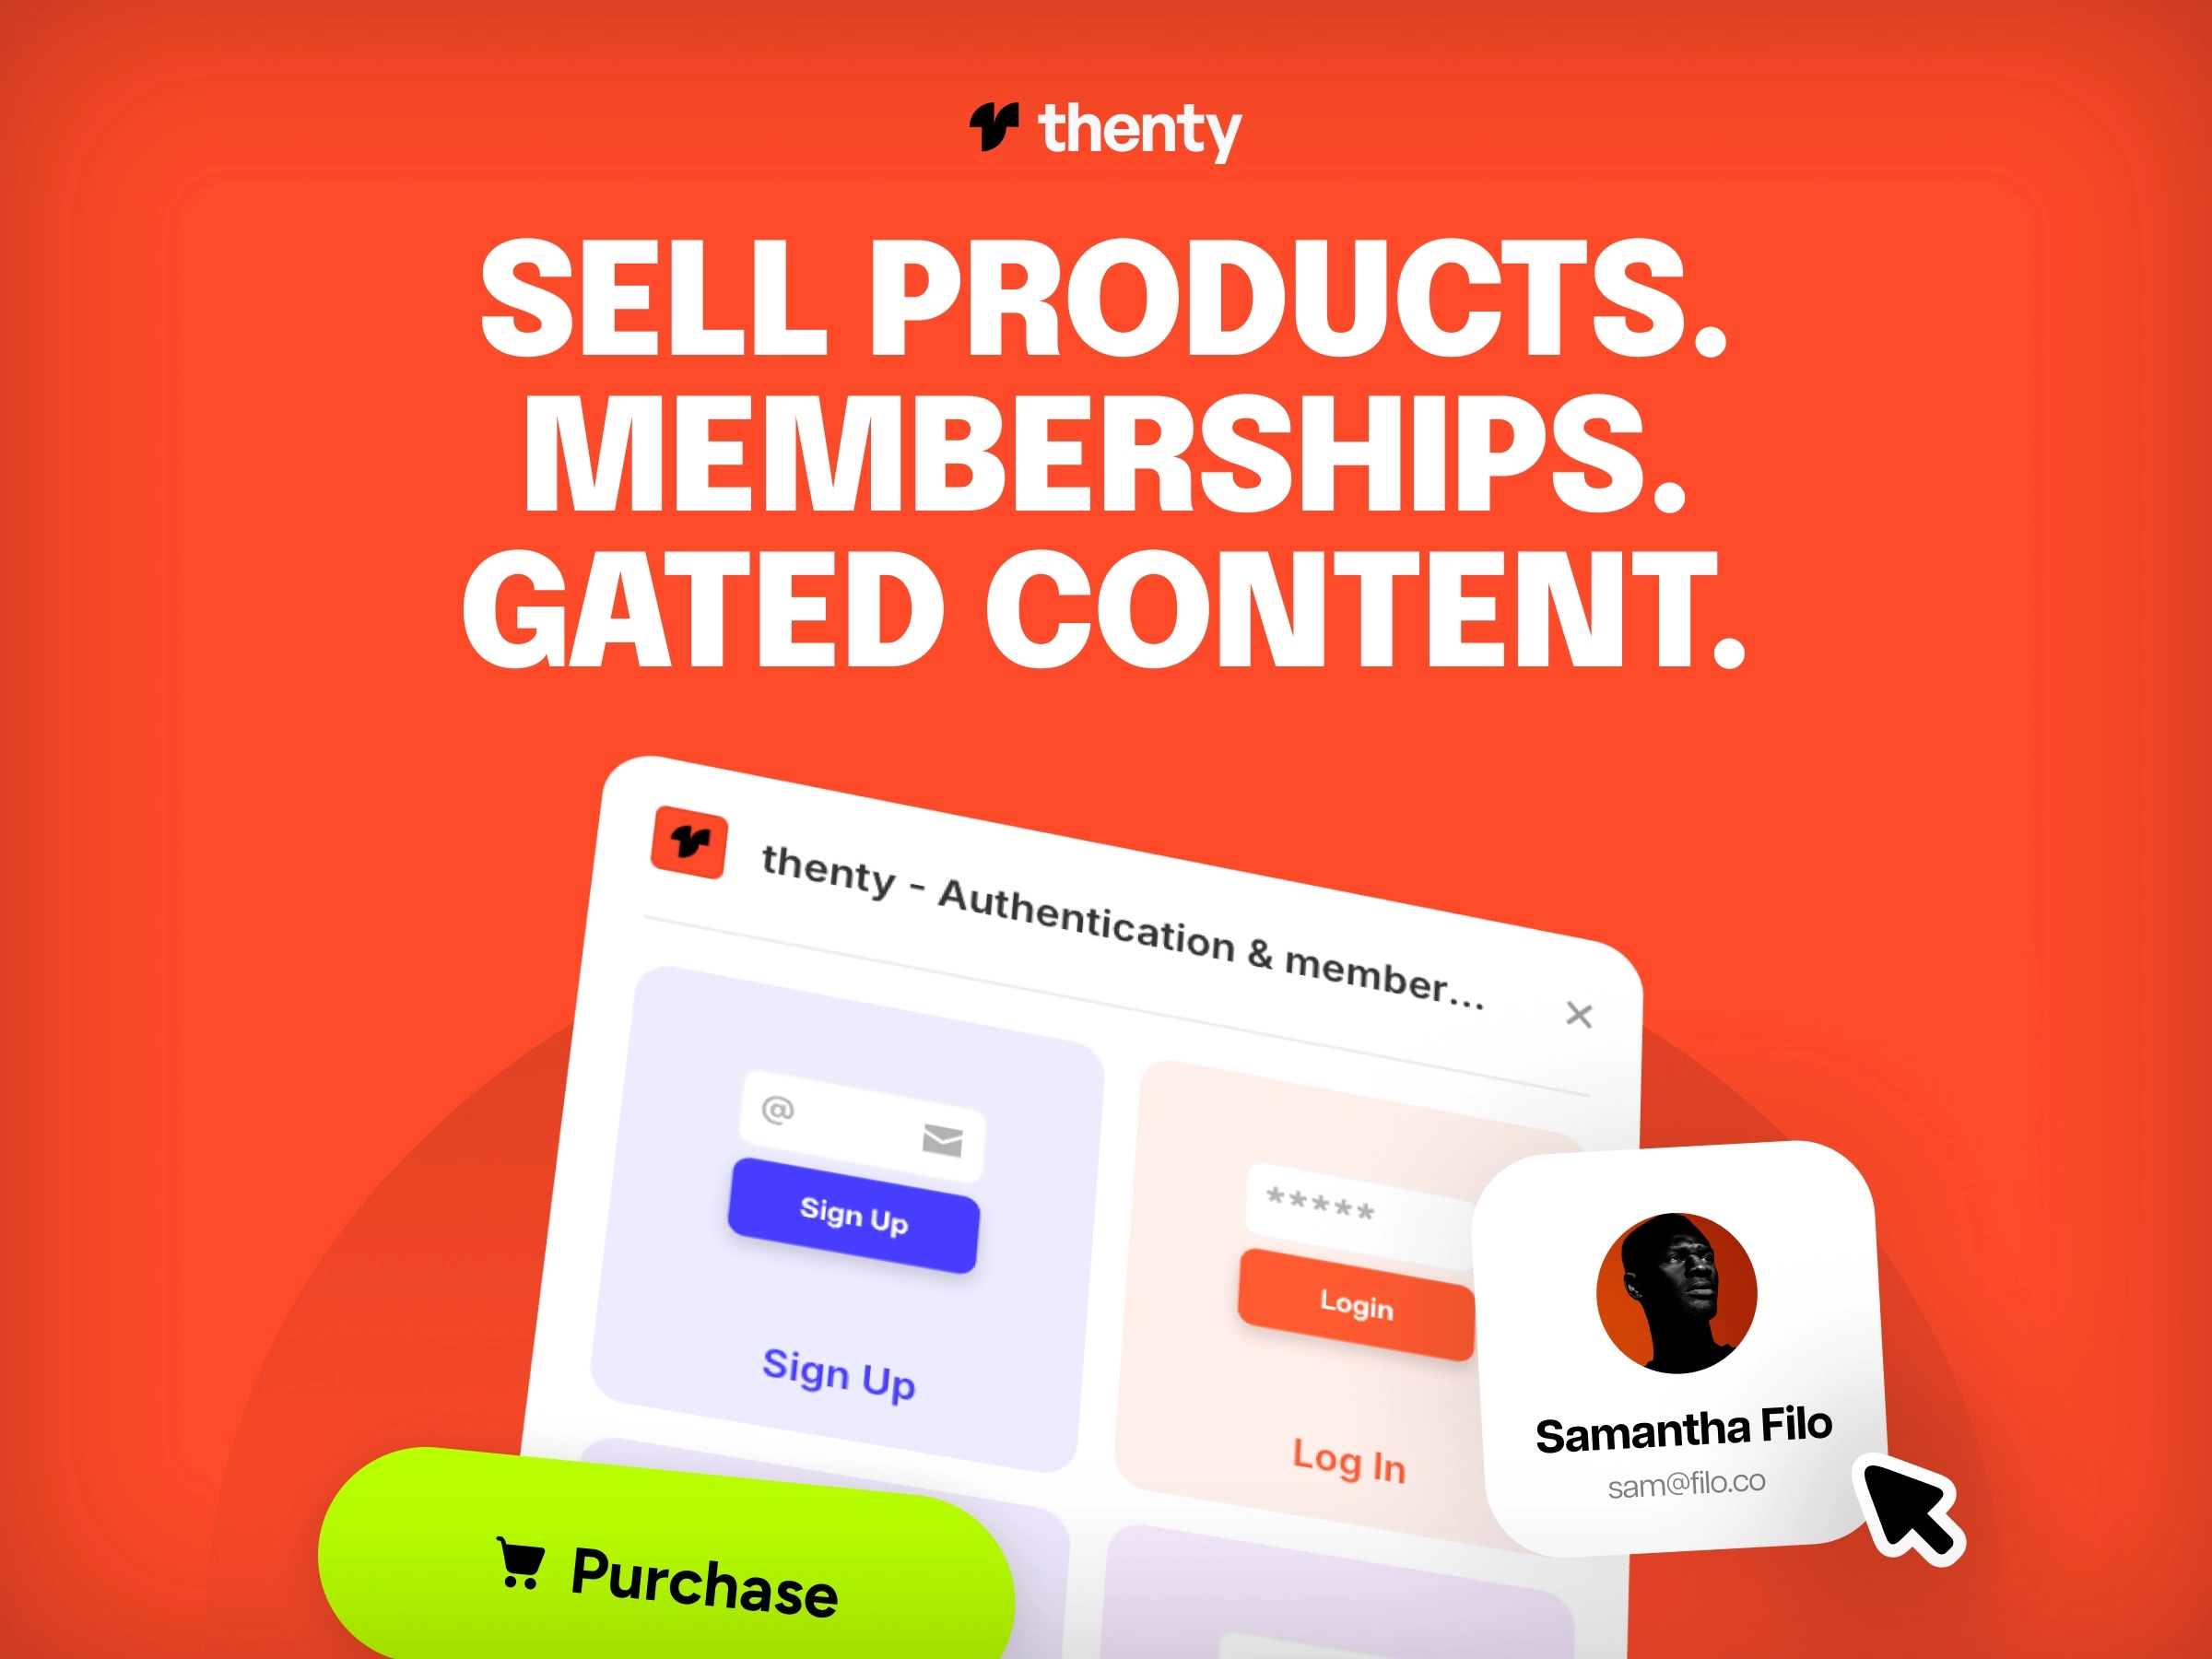 thenty
SELL PRODUCTS.
MEMBERSHIPS.
GATED CONTENT.
thenty - Authentication & member...
@
Sign Up
Sign Up
*****
Login
Log In
Samantha Filo
sam@filo.co
Purchase